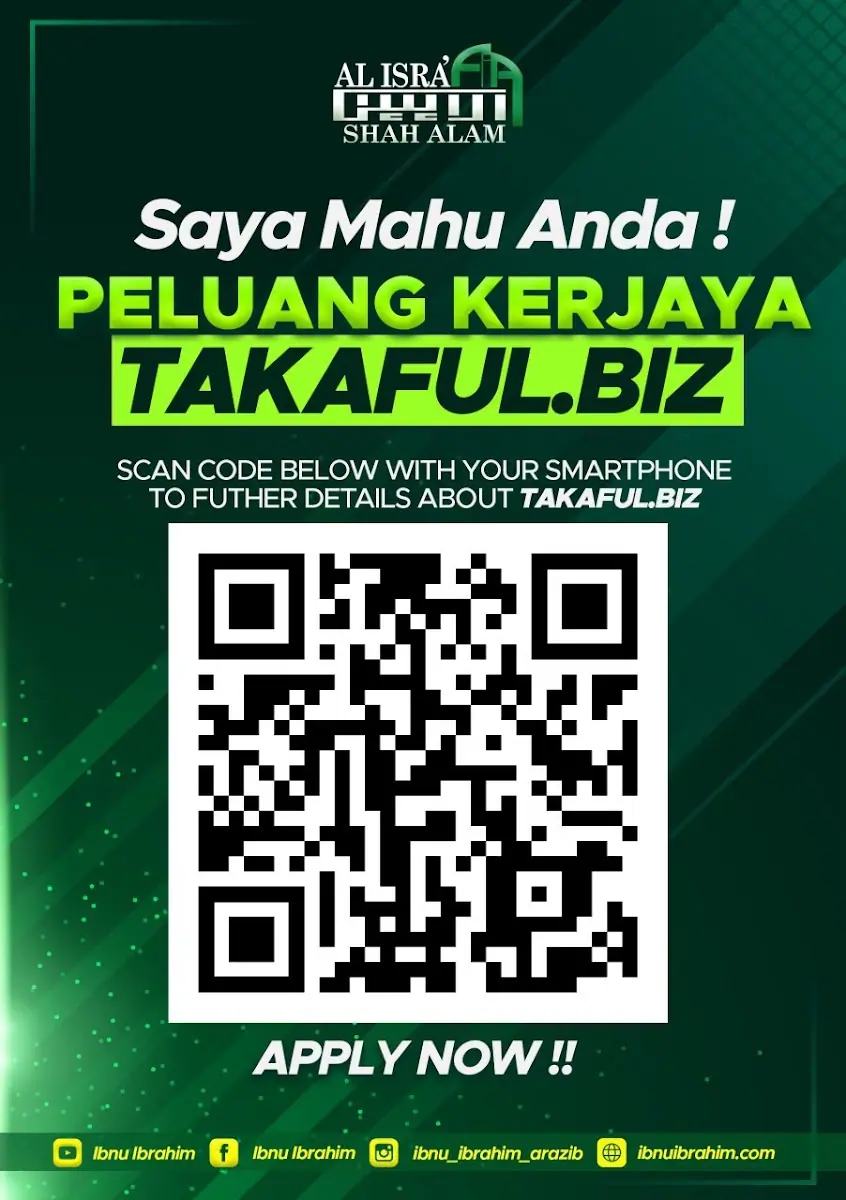 AL ISRA'
SHAH ALAM
Saya Mahu Anda !
PELUANG KERJAYA
TAKAFUL.BIZ
SCAN CODE BELOW WITH YOUR SMARTPHONE
TO FUTHER DETAILS ABOUT TAKAFUL.BIZ
APPLY NOW !!
Ibnu Ibrahim Ibnu Ibrahim ibnu_ibrahim_arazib ibnuibrahim.com